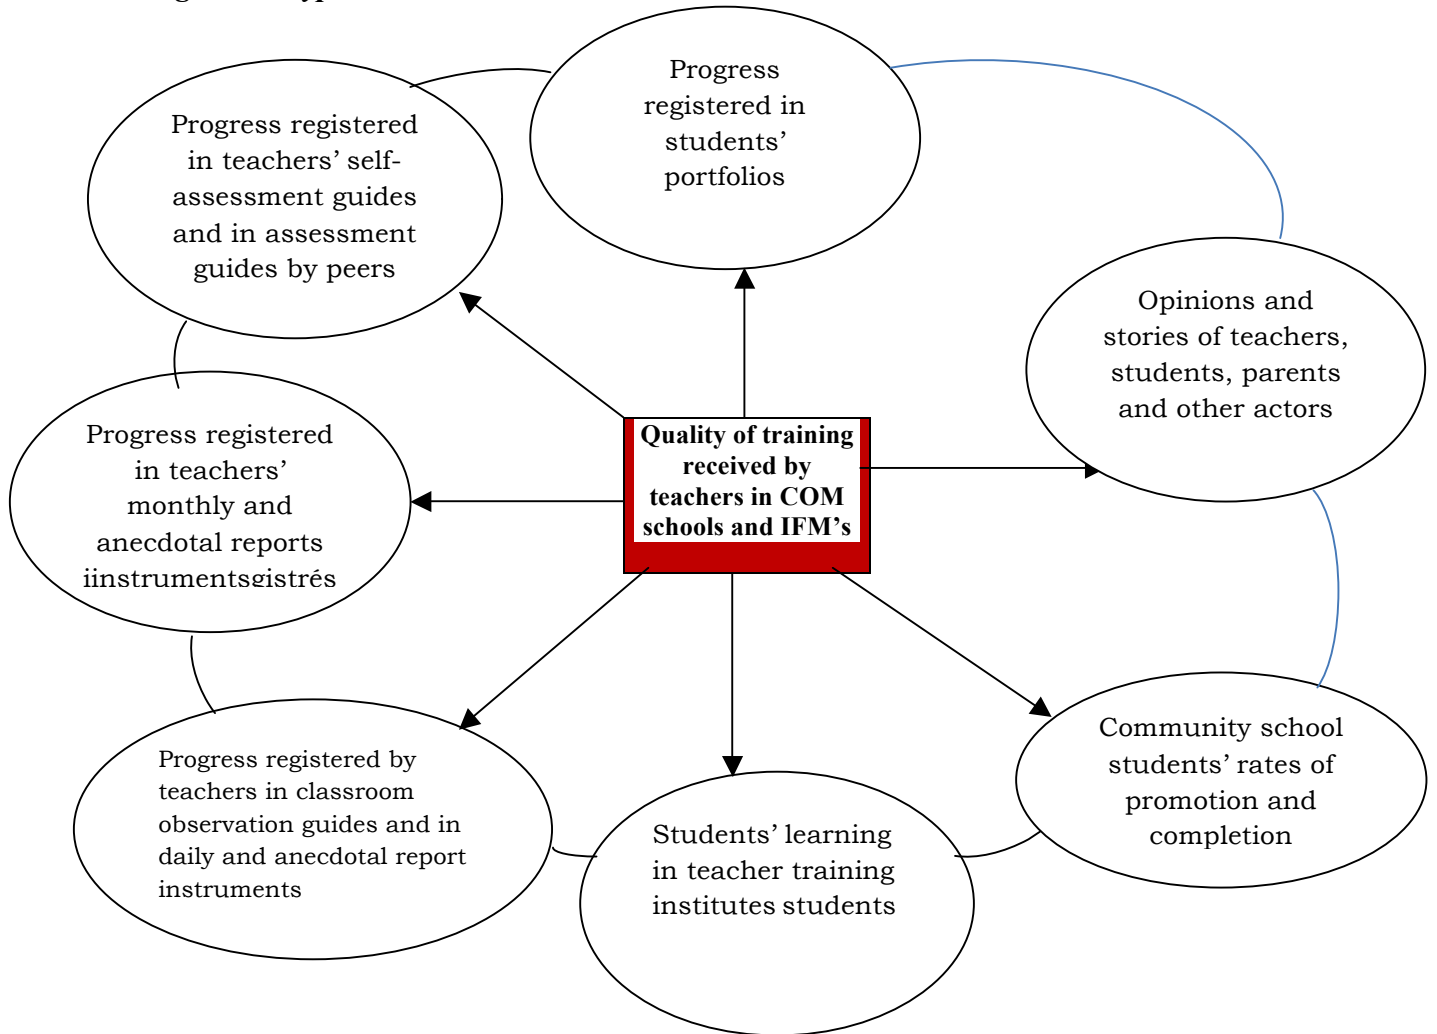 Progress
registered in
students’
portfolios
Progress registered
in teachers’ self-
assessment guides
and in assessment
guides by peers
Opinions and
stories of teachers,
students, parents
and other actors
Progress registered
in teachers’
monthly and
anecdotal reports
iinstrumentsgistrés
Quality of training
received by
teachers in COM
schools and IFM’s
Community school
students’ rates of
promotion and
completion
Progress registered by
teachers in classroom
observation guides and in
daily and anecdotal report
instruments
Students’ learning
in teacher training
institutes students